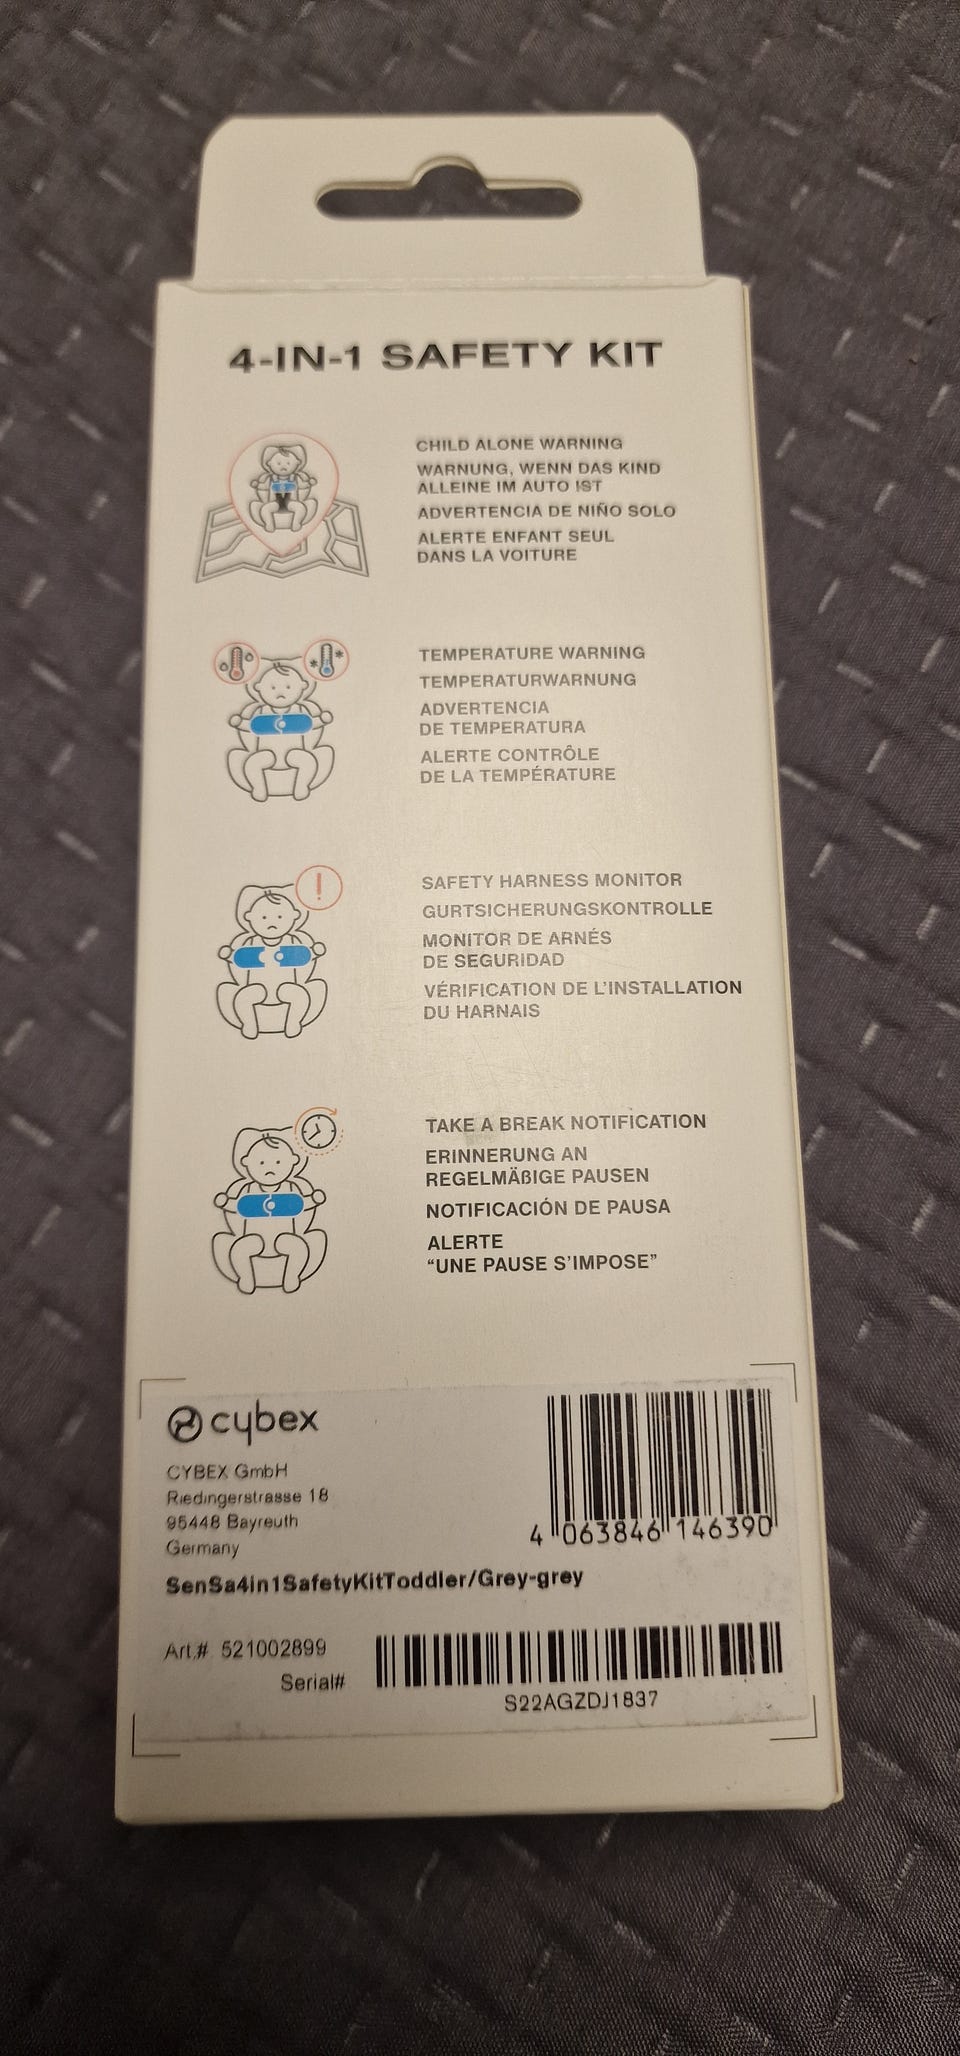 4-IN-1 SAFETY KIT
CHILD ALONE WARNING
WARNUNG, WENN DAS KIND
ALLEINE IM AUTO IST
ADVERTENCIA DE NIÑO SOLO
ALERTE ENFANT SEUL
DANS LA VOITURE
TEMPERATURE WARNING
TEMPERATURWARNUNG
ADVERTENCIA
DE TEMPERATURA
ALERTE CONTRÔLE
DE LA TEMPÉRATURE
SAFETY HARNESS MONITOR
GURTSICHERUNGSKONTROLLE
MONITOR DE ARNÉS
DE SEGURIDAD
VÉRIFICATION DE L'INSTALLATION
DU HARNAIS
TAKE A BREAK NOTIFICATION
ERINNERUNG AN
REGELMÄßIGE PAUSEN
NOTIFICACIÓN DE PAUSA
ALERTE
“UNE PAUSE S'IMPOSE”
cybex
CYBEX GmbH
Riedingerstrasse 18
95448 Bayreuth
Germany
4 063846 146390
SenSa4in1SafetyKitToddler/Grey-grey
Art.# 521002899
Serial#
S22AGZDJ1837